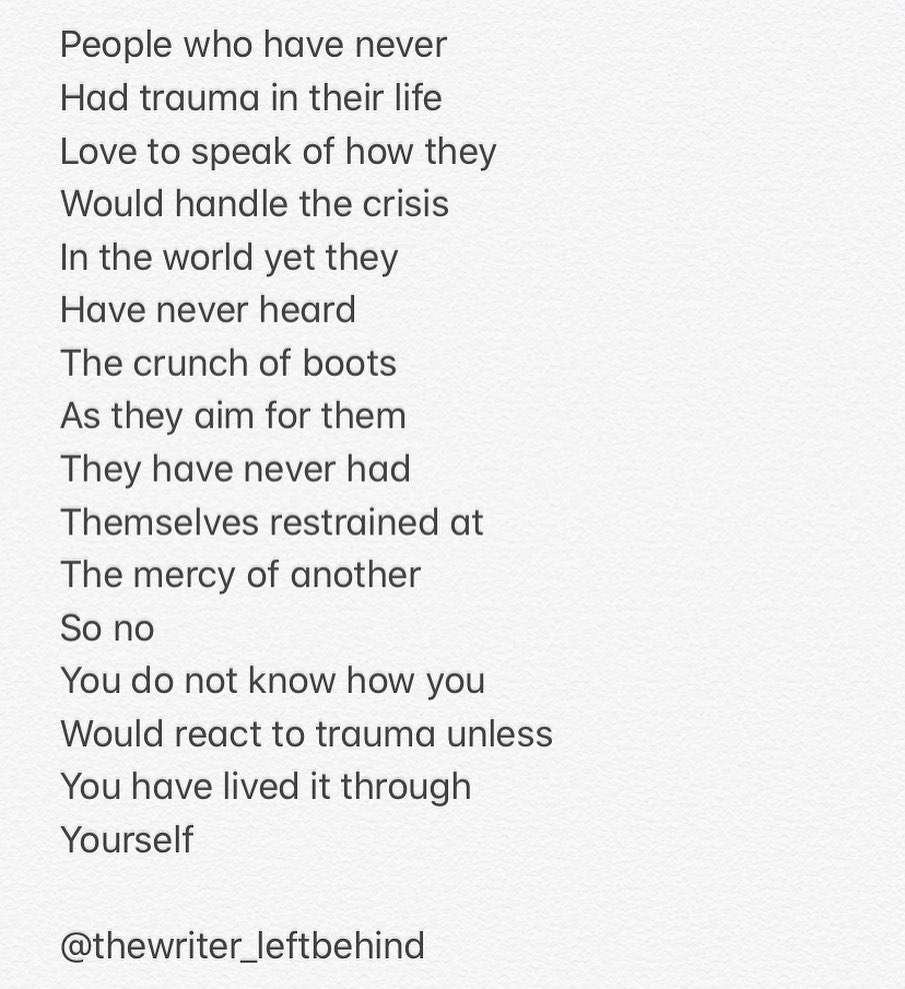 People who have never
Had trauma in their life
Love to speak of how they
Would handle the crisis
In the world yet they
Have never heard
The crunch of boots
As they aim for them
They have never had
Themselves restrained at
The mercy of another
So no
You do not know how you
Would react to trauma unless
You have lived it through
Yourself
@thewriter_leftbehind